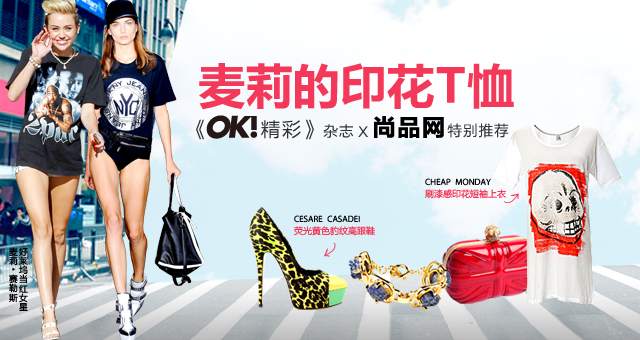 麦莉的印花T恤
《OK!精彩》杂志 X 尚品网 特别推荐
CHEAP MONDAY
刷漆感印花短袖上衣
CESARE CASADEI
荧光黄色豹纹高跟鞋
好莱坞当红女星
麦莉·赛勒斯
NYC